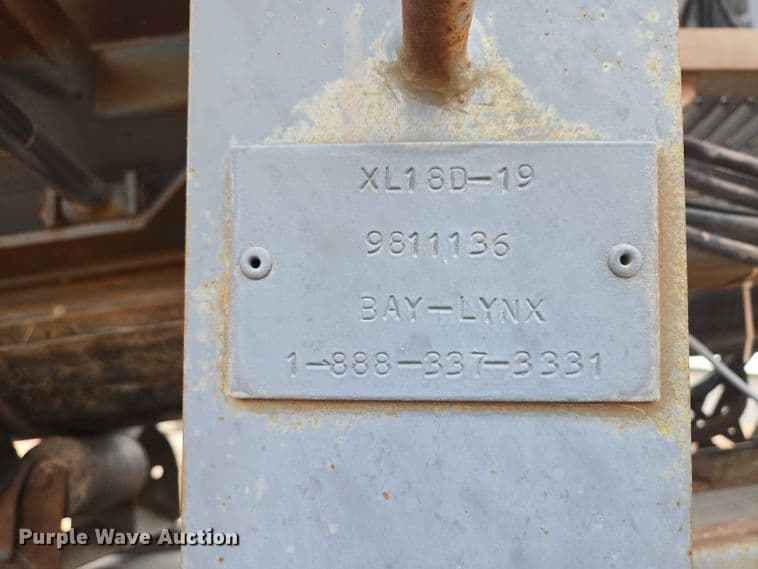 XL18D-19
9811136
BAY-LYNX
1-888-337-3331
Purple Wave Auction